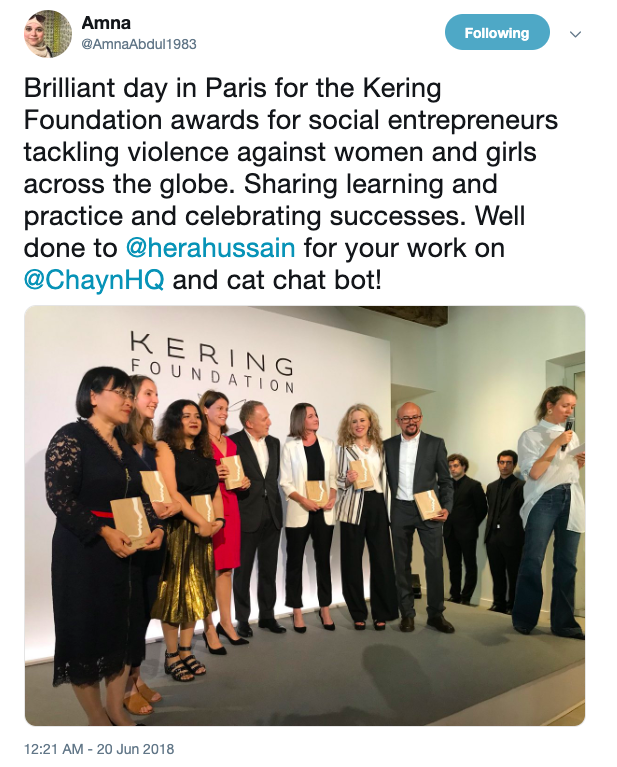 Amna
@AmnaAbdul1983
Following
Brilliant day in Paris for the Kering
Foundation awards for social entrepreneurs
tackling violence against women and girls
across the globe. Sharing learning and
practice and celebrating successes. Well
done to @herahussain for your work on
@ChaynHQ and cat chat bot!
KERING
FOUNDATION
12:21 AM - 20 Jun 2018